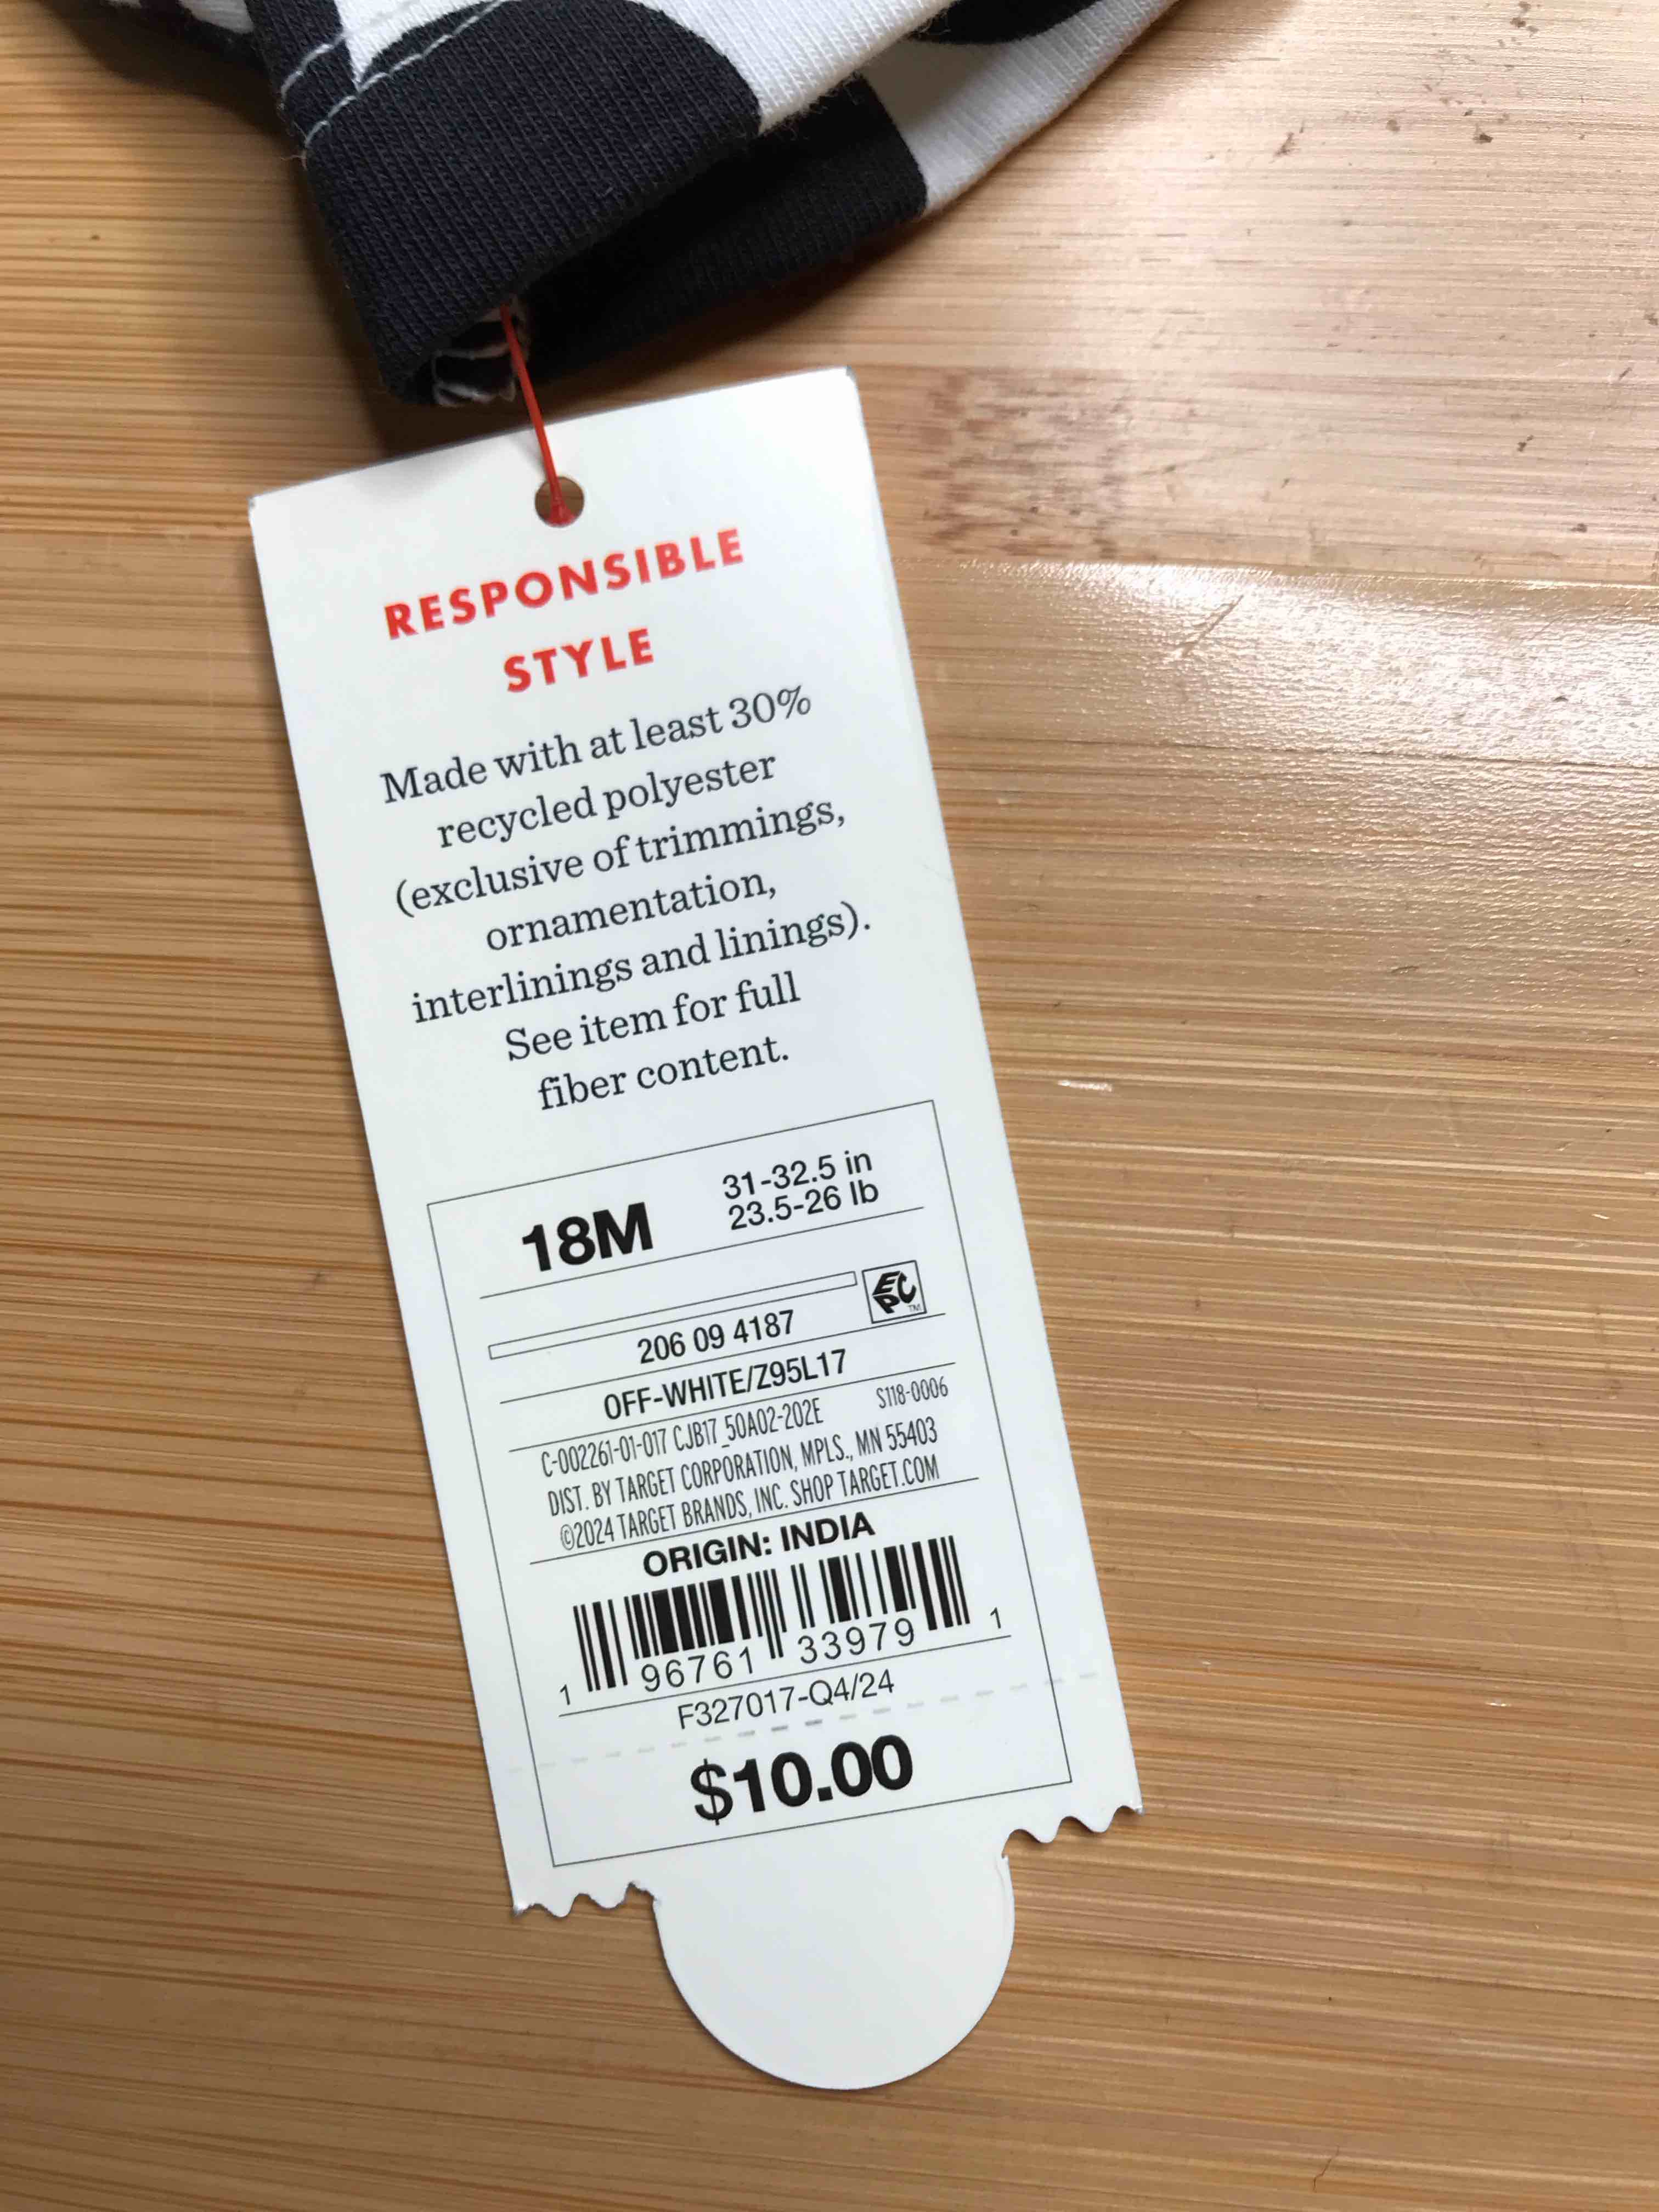 RESPONSIBLE
STYLE
Made with at least 30%
recycled polyester
(exclusive of trimmings,
ornamentation,
interlinings and linings).
See item for full
fiber content.
18M
31-32.5 in
23.5-26 lb
EPC TM
206 09 4187
OFF-WHITE/Z95L17
C-002261-01-017 CJB17_50A02-202E S118-0006
DIST. BY TARGET CORPORATION, MPLS., MN 55403
©2024 TARGET BRANDS, INC. SHOP TARGET.COM
ORIGIN: INDIA
1 96761 33979 1
F327017-Q4/24
$10.00